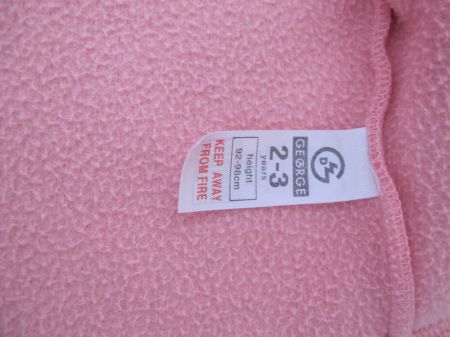 GEORGE
2-3
years
height
92-98cm
KEEP AWAY
FROM FIRE